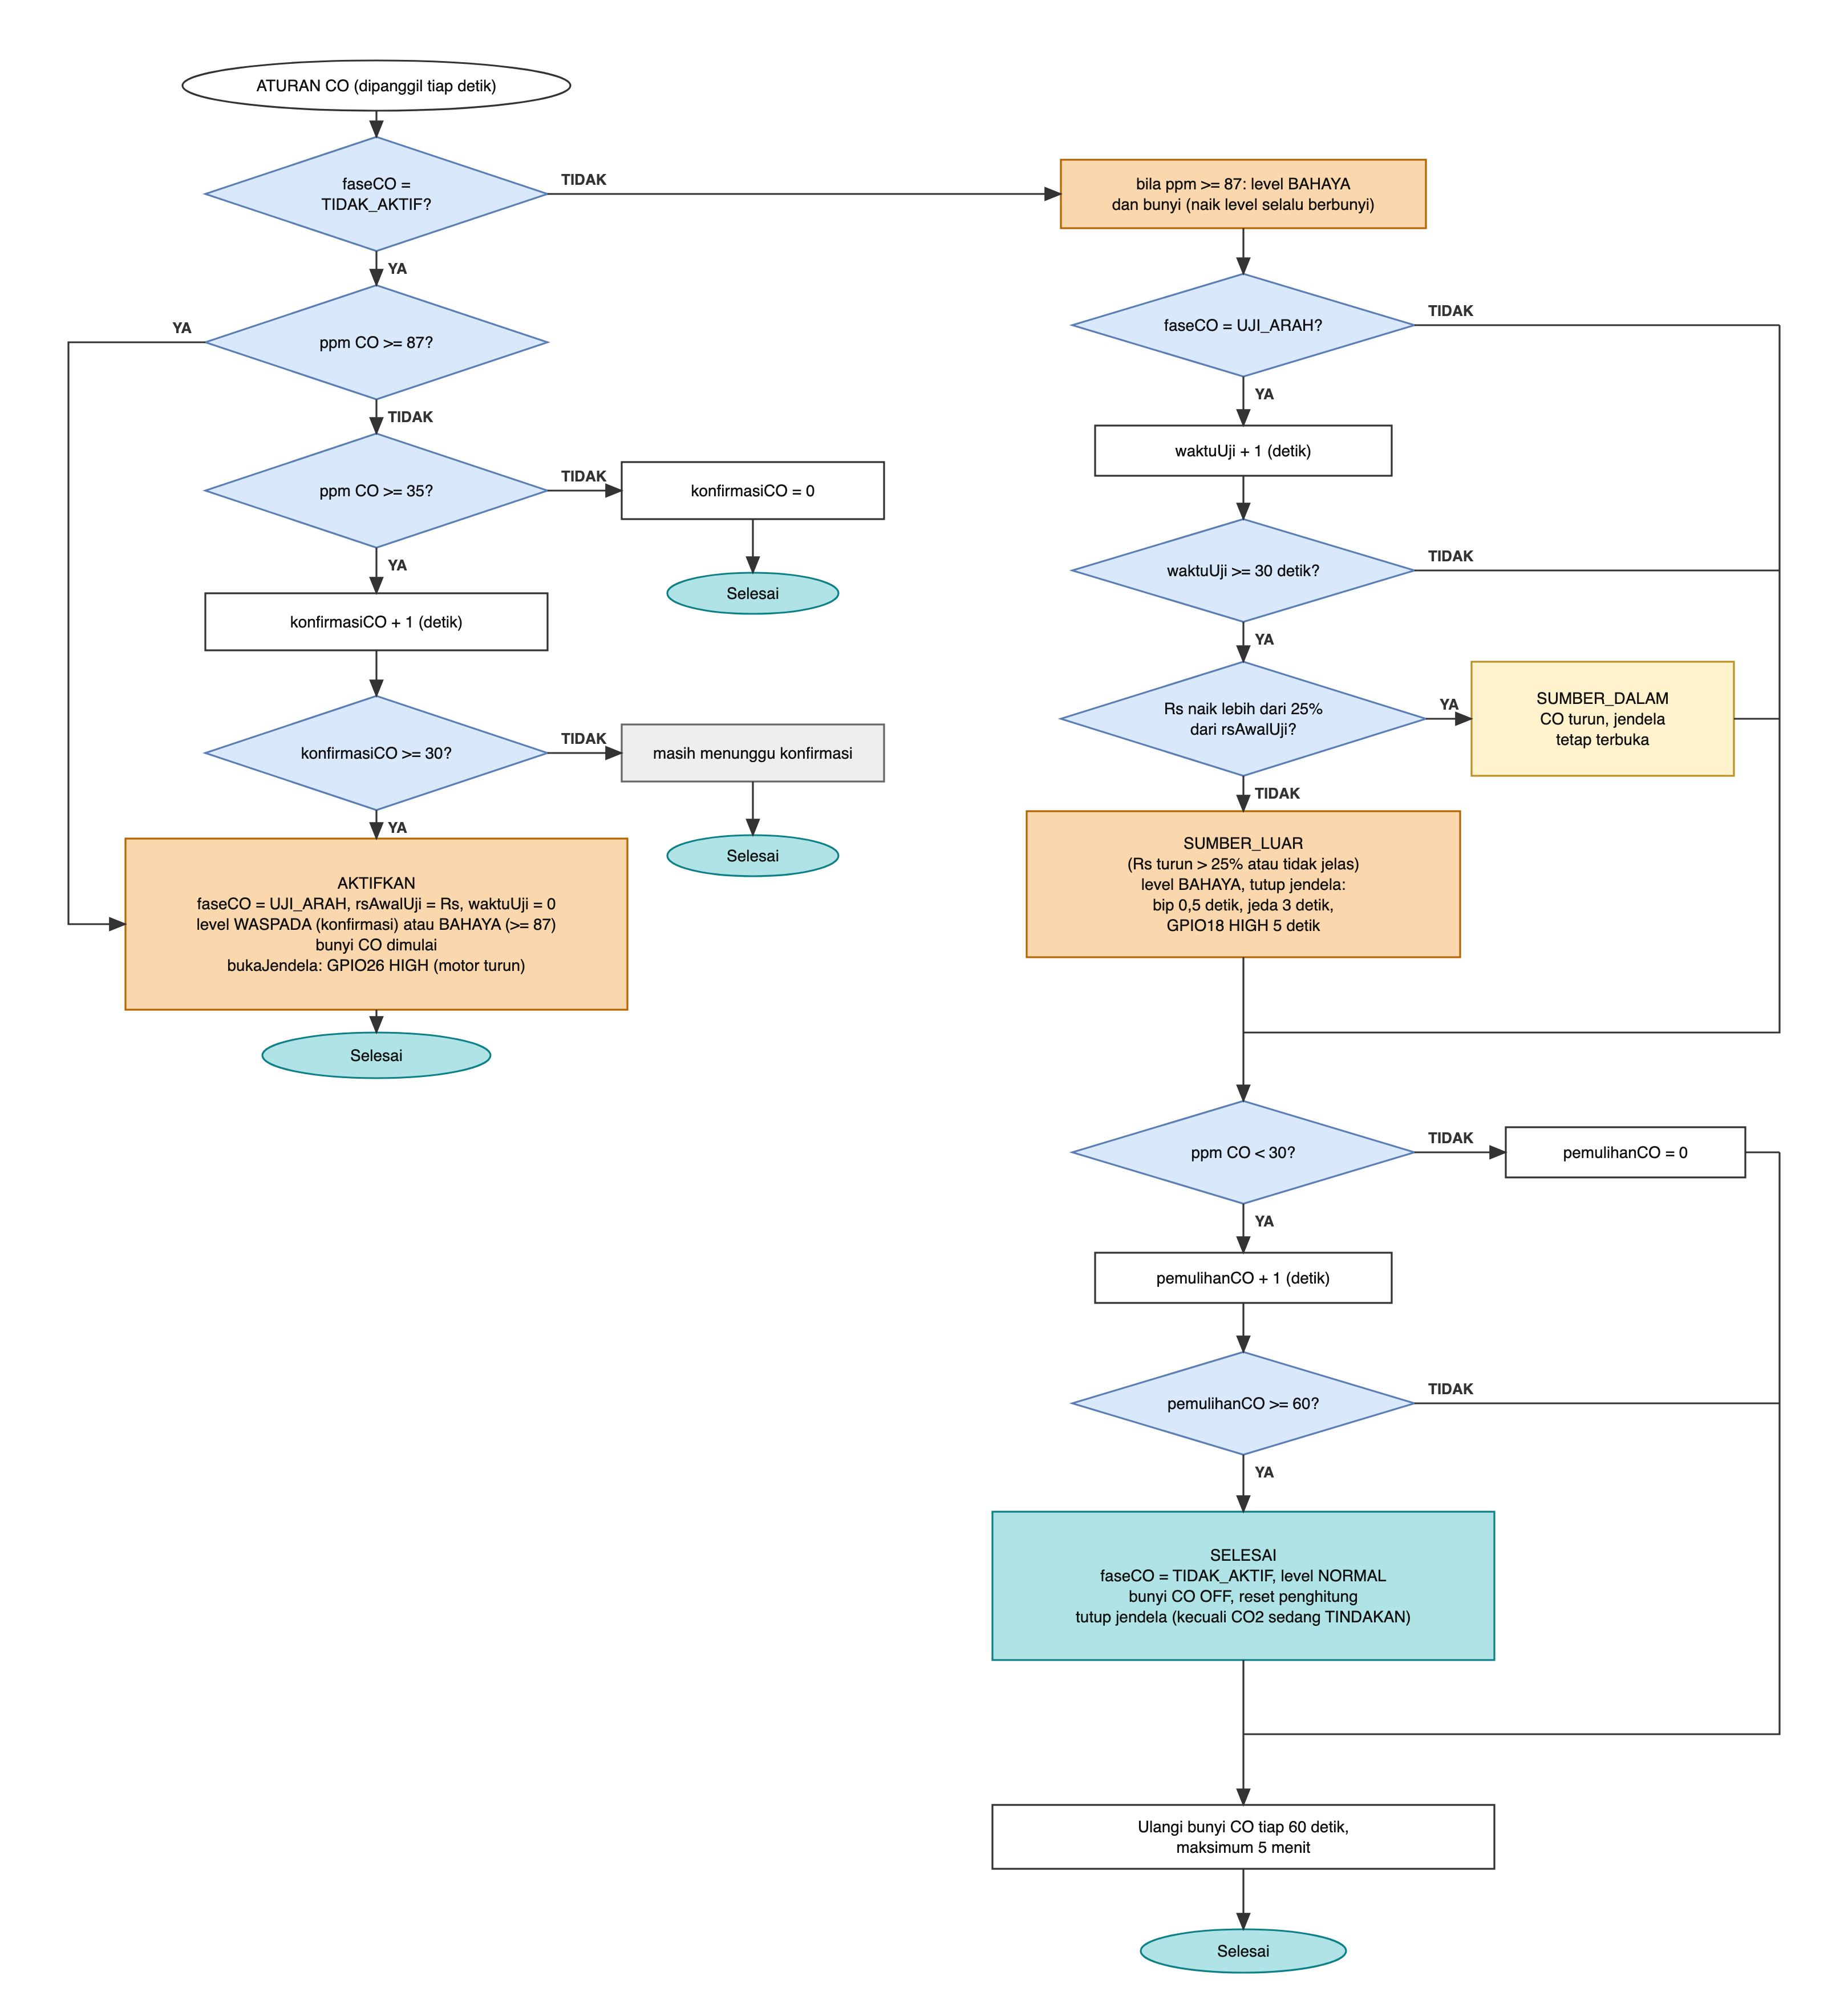 ATURAN CO (dipanggil tiap detik)
faseCO =
TIDAK_AKTIF?
TIDAK
YA
ppm CO >= 87?
YA
TIDAK
ppm CO >= 35?
TIDAK
konfirmasiCO = 0
Selesai
YA
konfirmasiCO + 1 (detik)
konfirmasiCO >= 30?
TIDAK
masih menunggu konfirmasi
Selesai
YA
AKTIFKAN
faseCO = UJI_ARAH, rsAwalUji = Rs, waktuUji = 0
level WASPADA (konfirmasi) atau BAHAYA (>= 87)
bunyi CO dimulai
bukaJendela: GPIO26 HIGH (motor turun)
Selesai
bila ppm >= 87: level BAHAYA
dan bunyi (naik level selalu berbunyi)
faseCO = UJI_ARAH?
TIDAK
YA
waktuUji + 1 (detik)
waktuUji >= 30 detik?
TIDAK
YA
Rs naik lebih dari 25%
dari rsAwalUji?
YA
SUMBER_DALAM
CO turun, jendela
tetap terbuka
TIDAK
SUMBER_LUAR
(Rs turun > 25% atau tidak jelas)
level BAHAYA, tutup jendela:
bip 0,5 detik, jeda 3 detik,
GPIO18 HIGH 5 detik
ppm CO < 30?
TIDAK
pemulihanCO = 0
YA
pemulihanCO + 1 (detik)
pemulihanCO >= 60?
TIDAK
YA
SELESAI
faseCO = TIDAK_AKTIF, level NORMAL
bunyi CO OFF, reset penghitung
tutup jendela (kecuali CO2 sedang TINDAKAN)
Ulangi bunyi CO tiap 60 detik,
maksimum 5 menit
Selesai